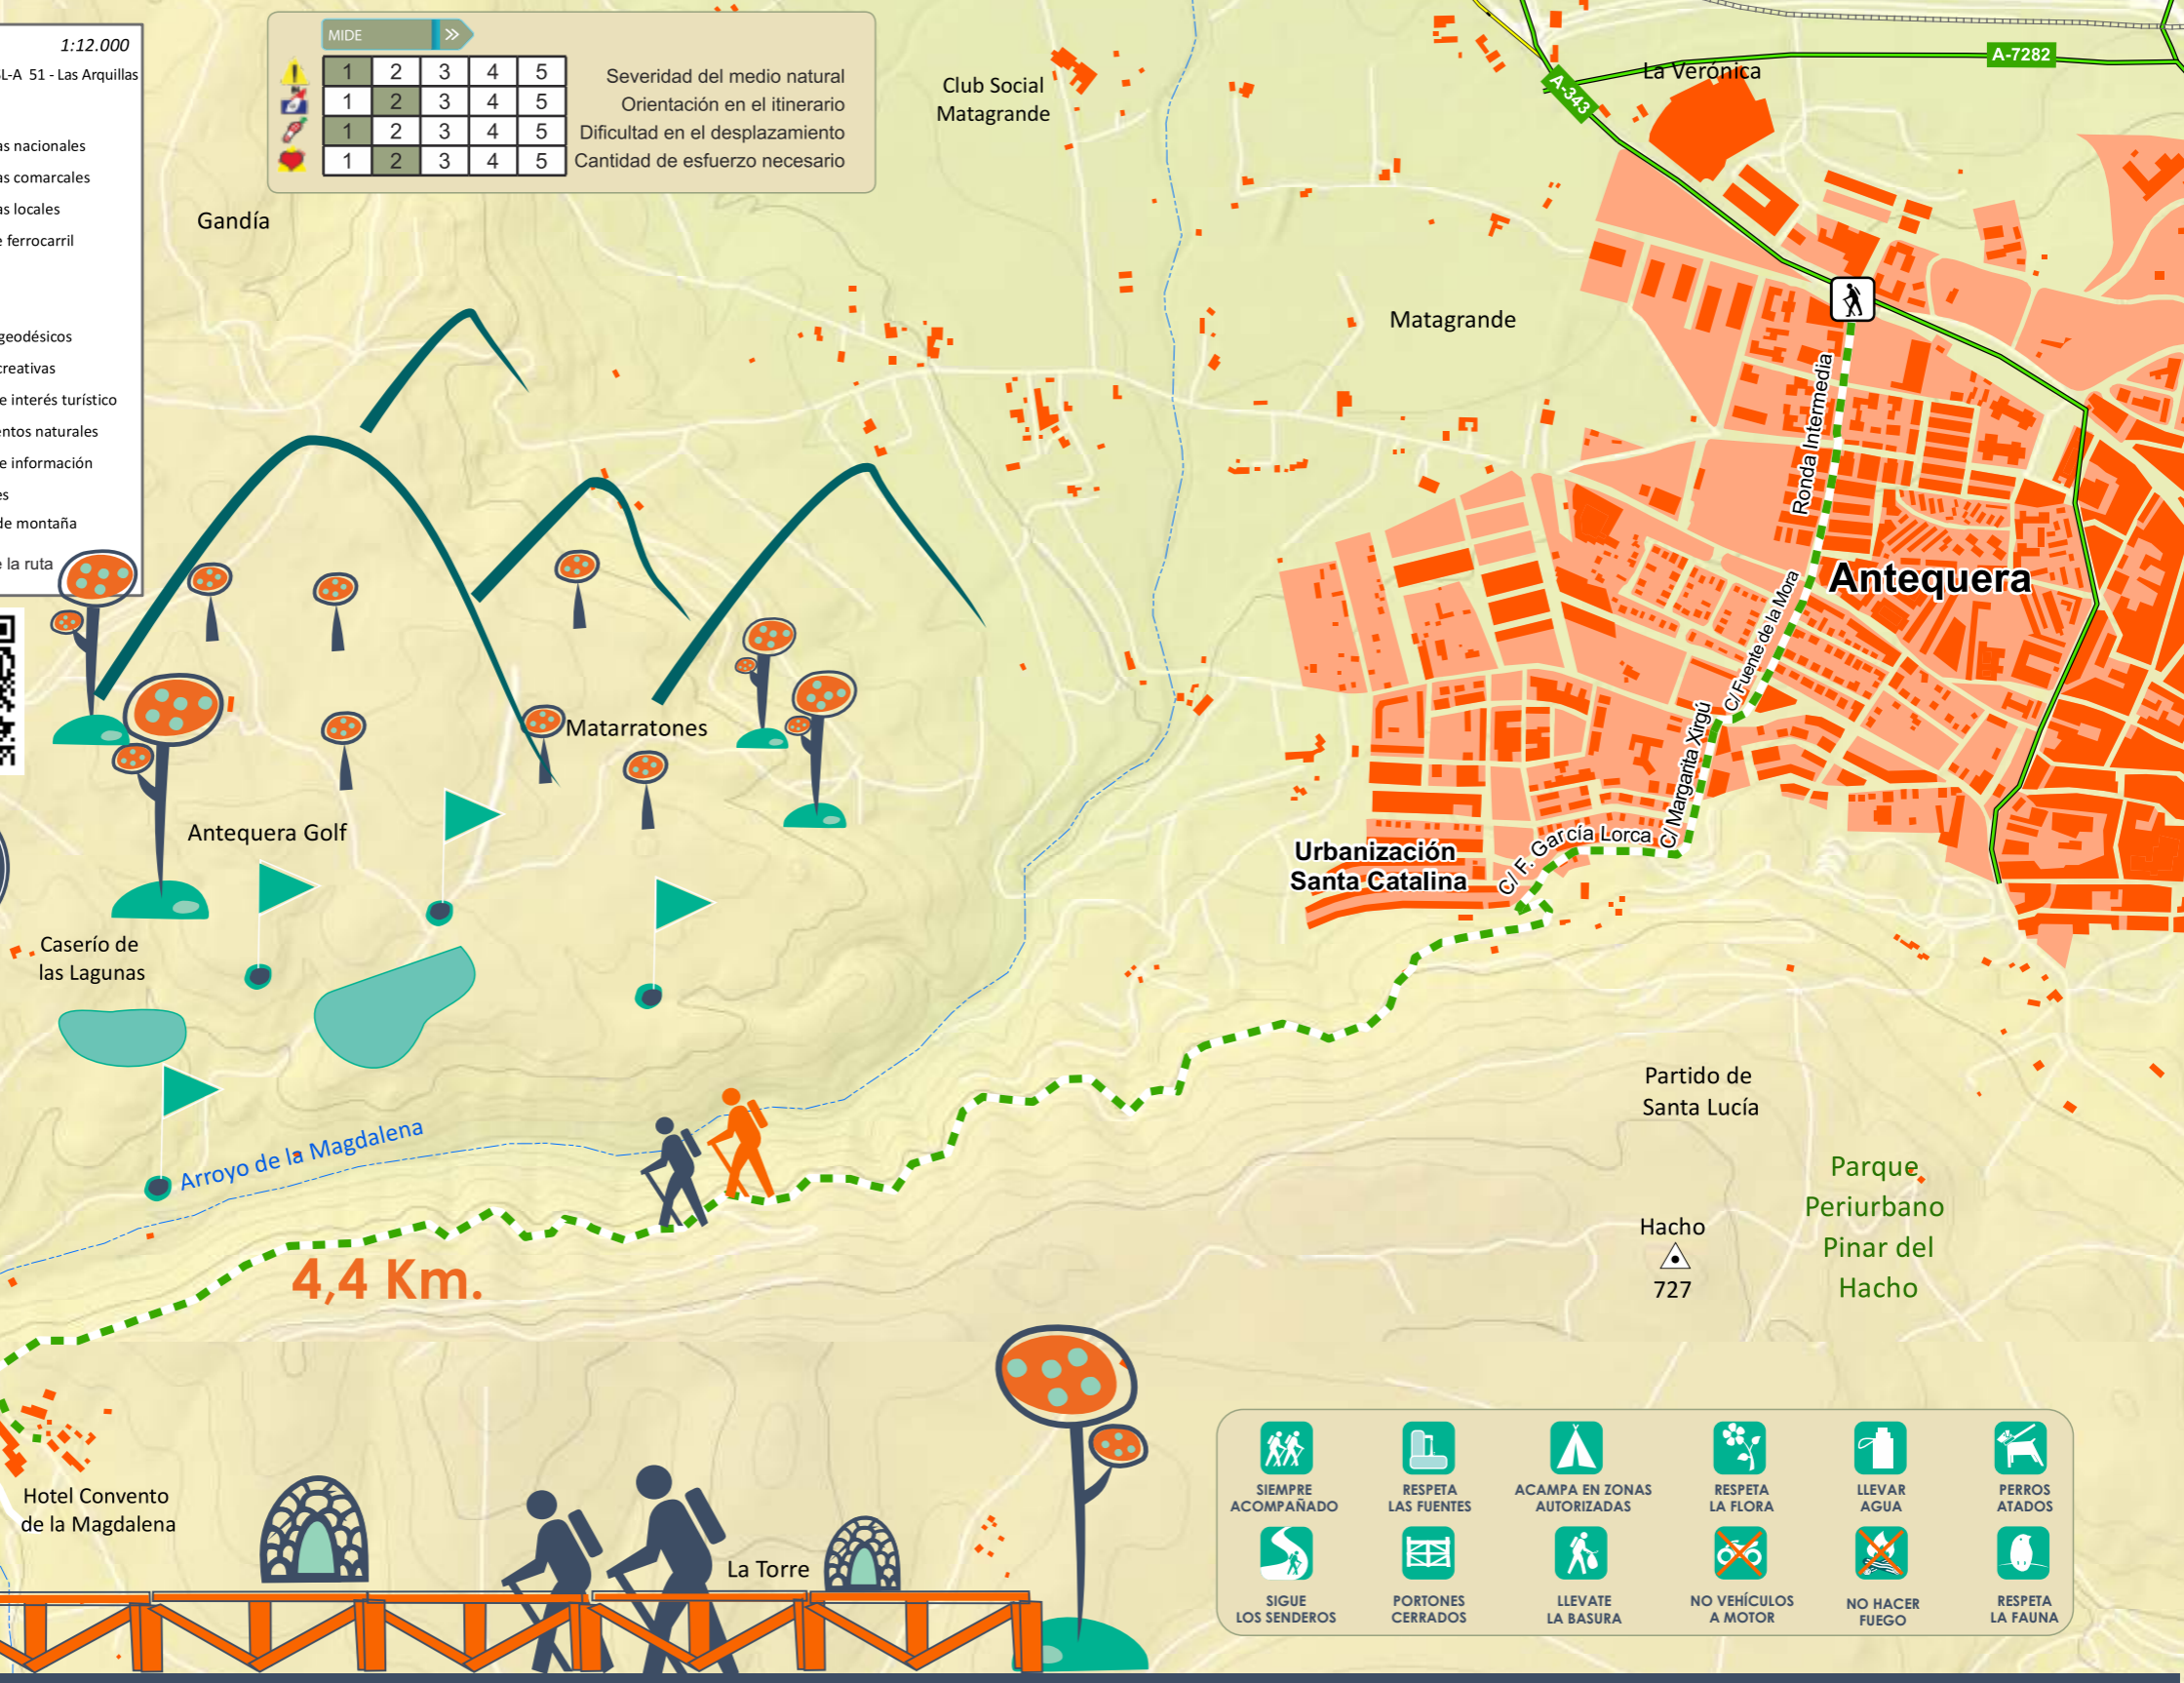 1:12.000
51 - Las Arquillas
nacionales
comarcales
locales
ferrocarril
geodésicos
interés turístico
naturales
información
de montaña
la ruta
MIDE
1 2 3 4 5 Severidad del medio natural
1 2 3 4 5 Orientación en el itinerario
1 2 3 4 5 Dificultad en el desplazamiento
1 2 3 4 5 Cantidad de esfuerzo necesario
Gandía
Club Social
Matagrande
La Verónica
A-7282
A-343
Matagrande
Ronda Intermedia
Antequera
C/ Fuente de la Mora
C/ Margarita Xirgú
C/ F. García Lorca
Urbanización
Santa Catalina
Matarratones
Antequera Golf
Caserío de
las Lagunas
Arroyo de la Magdalena
4,4 Km.
Partido de
Santa Lucía
Hacho
727
Parque
Periurbano
Pinar del
Hacho
Hotel Convento
de la Magdalena
La Torre
SIEMPRE
ACOMPAÑADO
RESPETA
LAS FUENTES
ACAMPA EN ZONAS
AUTORIZADAS
RESPETA
LA FLORA
LLEVAR
AGUA
PERROS
ATADOS
SIGUE
LOS SENDEROS
PORTONES
CERRADOS
LLEVATE
LA BASURA
NO VEHÍCULOS
A MOTOR
NO HACER
FUEGO
RESPETA
LA FAUNA